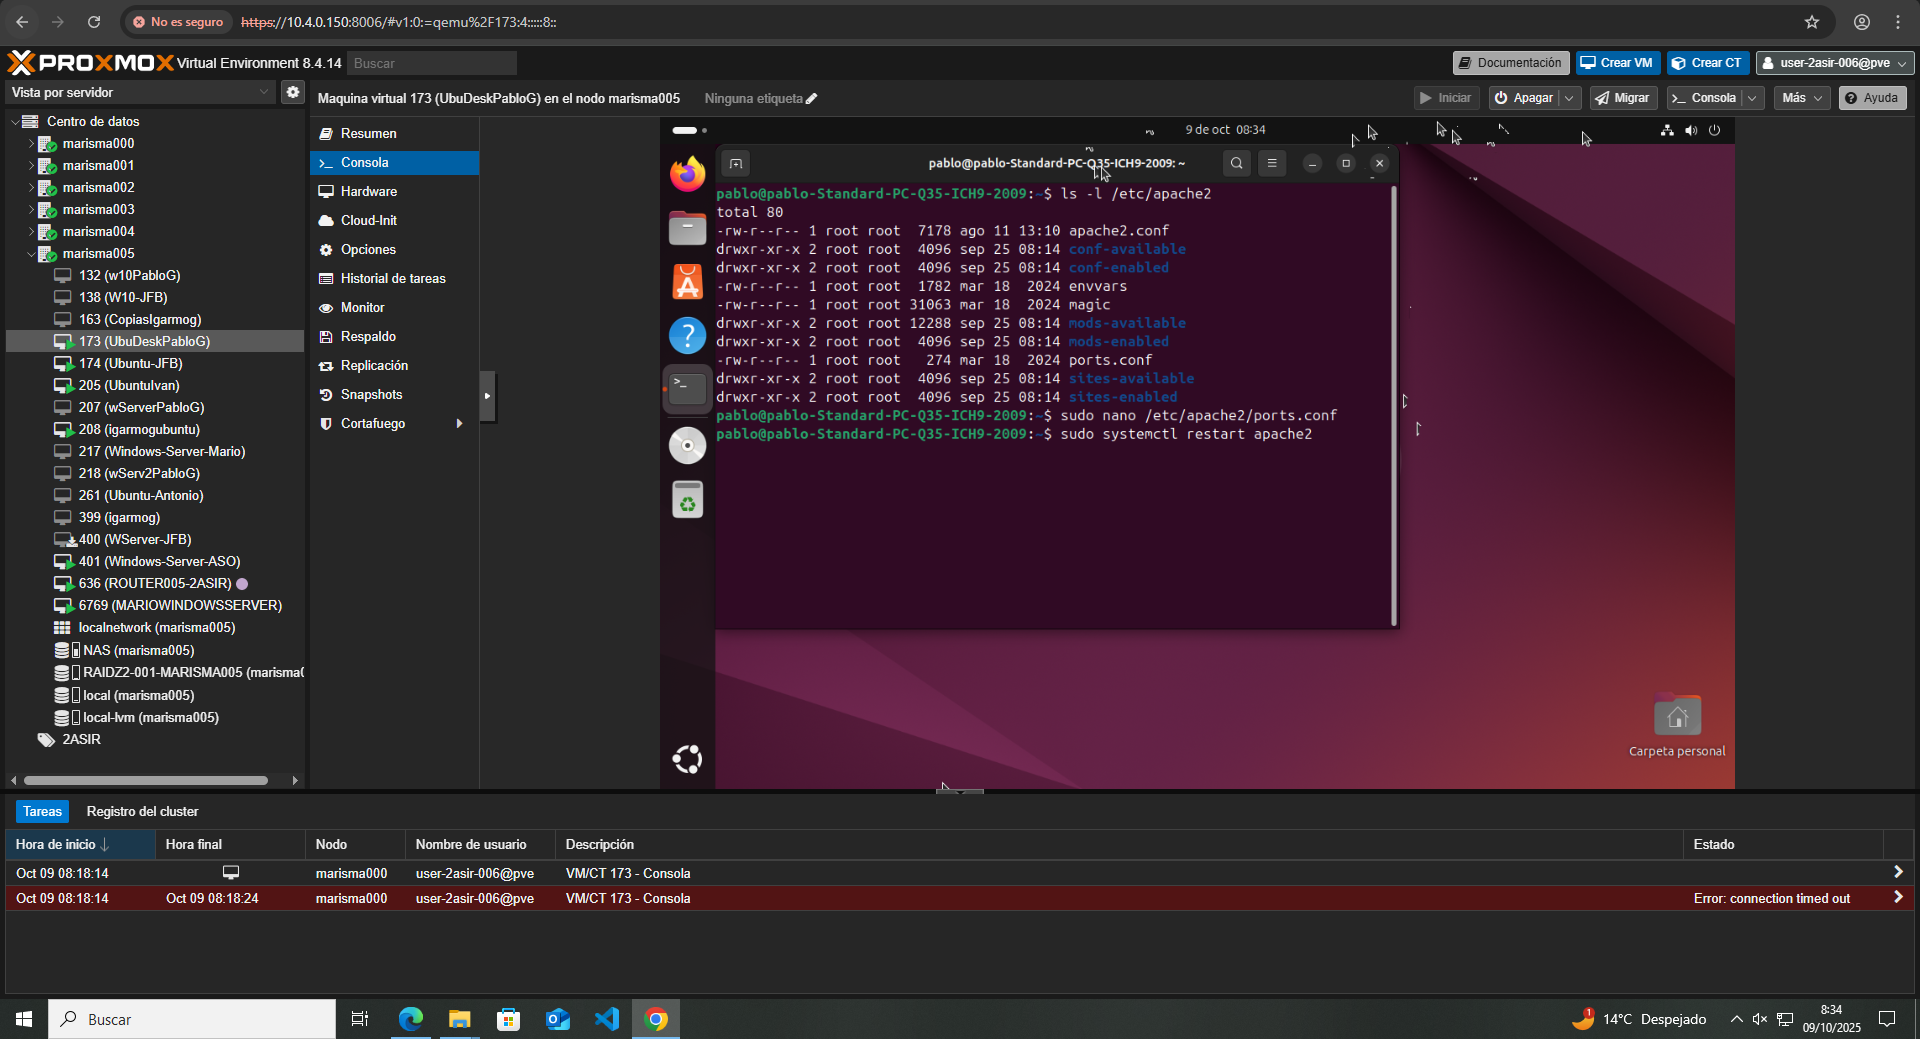 No es seguro
https://10.4.0.150:8006/#v1:0:=qemu%2F173:4:::::8::
PROXMOX Virtual Environment 8.4.14
Buscar
Documentación
Crear VM
Crear CT
user-2asir-006@pve
Vista por servidor
Maquina virtual 173 (UbuDeskPabloG) en el nodo marisma005
Ninguna etiqueta
Iniciar
Apagar
Migrar
Consola
Más
Ayuda
Centro de datos
marisma000
marisma001
marisma002
marisma003
marisma004
marisma005
132 (w10PabloG)
138 (W10-JFB)
163 (CopiasIgarmog)
173 (UbuDeskPabloG)
174 (Ubuntu-JFB)
205 (UbuntuIvan)
207 (wServerPabloG)
208 (igarmogubuntu)
217 (Windows-Server-Mario)
218 (wServ2PabloG)
261 (Ubuntu-Antonio)
399 (igarmog)
400 (WServer-JFB)
401 (Windows-Server-ASO)
636 (ROUTER005-2ASIR)
6769 (MARIOWINDOWSSERVER)
localnetwork (marisma005)
NAS (marisma005)
RAIDZ2-001-MARISMA005 (marisma0
local (marisma005)
local-lvm (marisma005)
2ASIR
Resumen
Consola
Hardware
Cloud-Init
Opciones
Historial de tareas
Monitor
Respaldo
Replicación
Snapshots
Cortafuego
9 de oct 08:34
pablo@pablo-Standard-PC-Q35-ICH9-2009: ~
pablo@pablo-Standard-PC-Q35-ICH9-2009:~$ ls -l /etc/apache2
total 80
-rw-r--r-- 1 root root  7178 ago 11 13:10 apache2.conf
drwxr-xr-x 2 root root  4096 sep 25 08:14 conf-available
drwxr-xr-x 2 root root  4096 sep 25 08:14 conf-enabled
-rw-r--r-- 1 root root  1782 mar 18  2024 envvars
-rw-r--r-- 1 root root 31063 mar 18  2024 magic
drwxr-xr-x 2 root root 12288 sep 25 08:14 mods-available
drwxr-xr-x 2 root root  4096 sep 25 08:14 mods-enabled
-rw-r--r-- 1 root root   274 mar 18  2024 ports.conf
drwxr-xr-x 2 root root  4096 sep 25 08:14 sites-available
drwxr-xr-x 2 root root  4096 sep 25 08:14 sites-enabled
pablo@pablo-Standard-PC-Q35-ICH9-2009:~$ sudo nano /etc/apache2/ports.conf
pablo@pablo-Standard-PC-Q35-ICH9-2009:~$ sudo systemctl restart apache2
Carpeta personal
Tareas
Registro del cluster
Hora de inicio
Hora final
Nodo
Nombre de usuario
Descripción
Estado
Oct 09 08:18:14 marisma000 user-2asir-006@pve VM/CT 173 - Consola
Oct 09 08:18:14 Oct 09 08:18:24 marisma000 user-2asir-006@pve VM/CT 173 - Consola Error: connection timed out
Buscar
1
14°C Despejado
8:34
09/10/2025